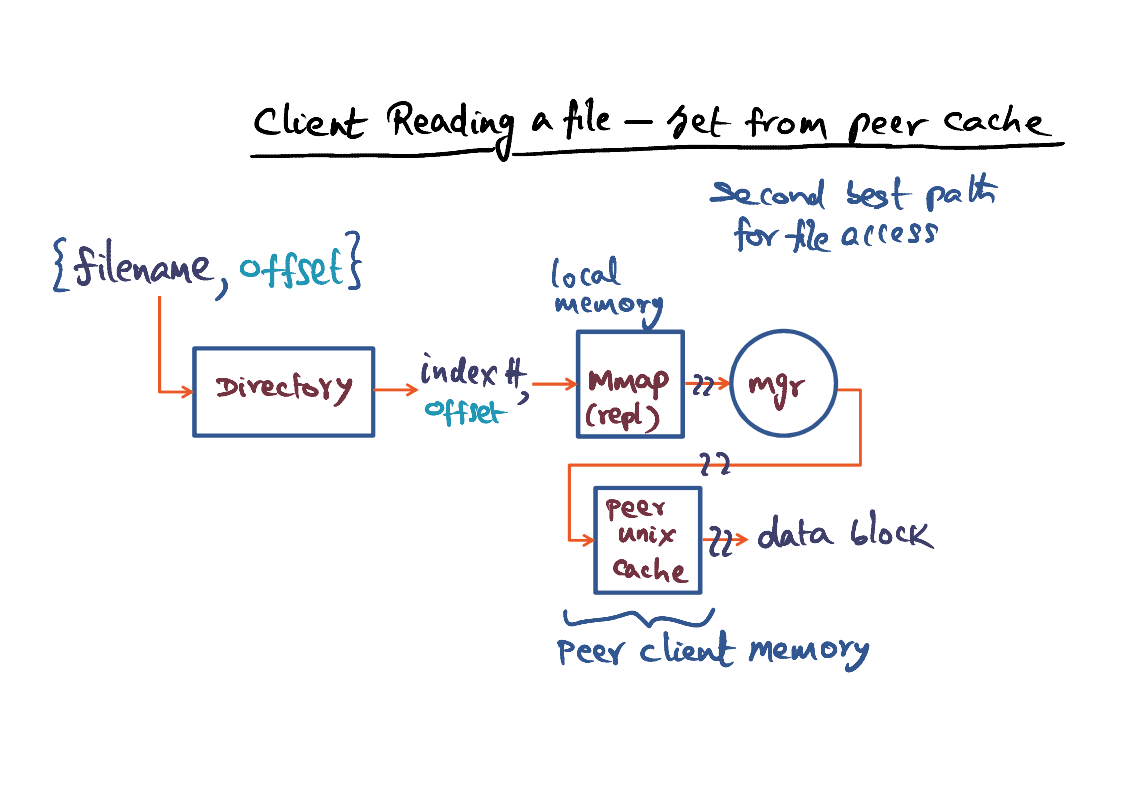 Client Reading a file — get from peer cache
second best path
for file access
{filename, offset}
local
memory
Directory
index #,
offset
Mmap
(repl)
mgr
peer
unix
cache
data block
peer client memory